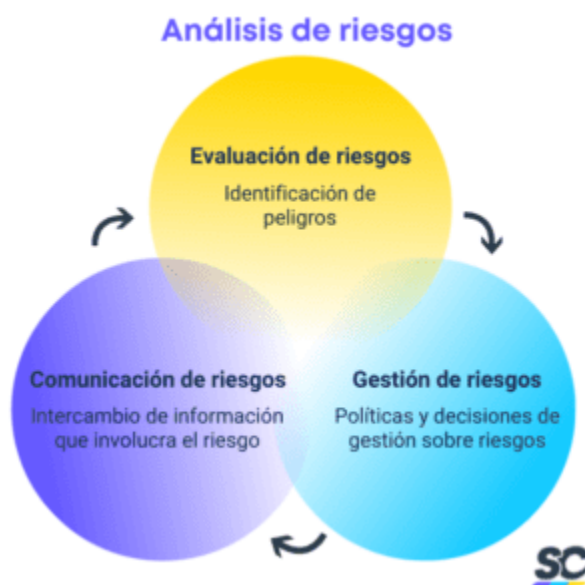 Análisis de riesgos
Evaluación de riesgos
Identificación de
peligros
Comunicación de riesgos
Intercambio de información
que involucra el riesgo
Gestión de riesgos
Políticas y decisiones de
gestión sobre riesgos
SC